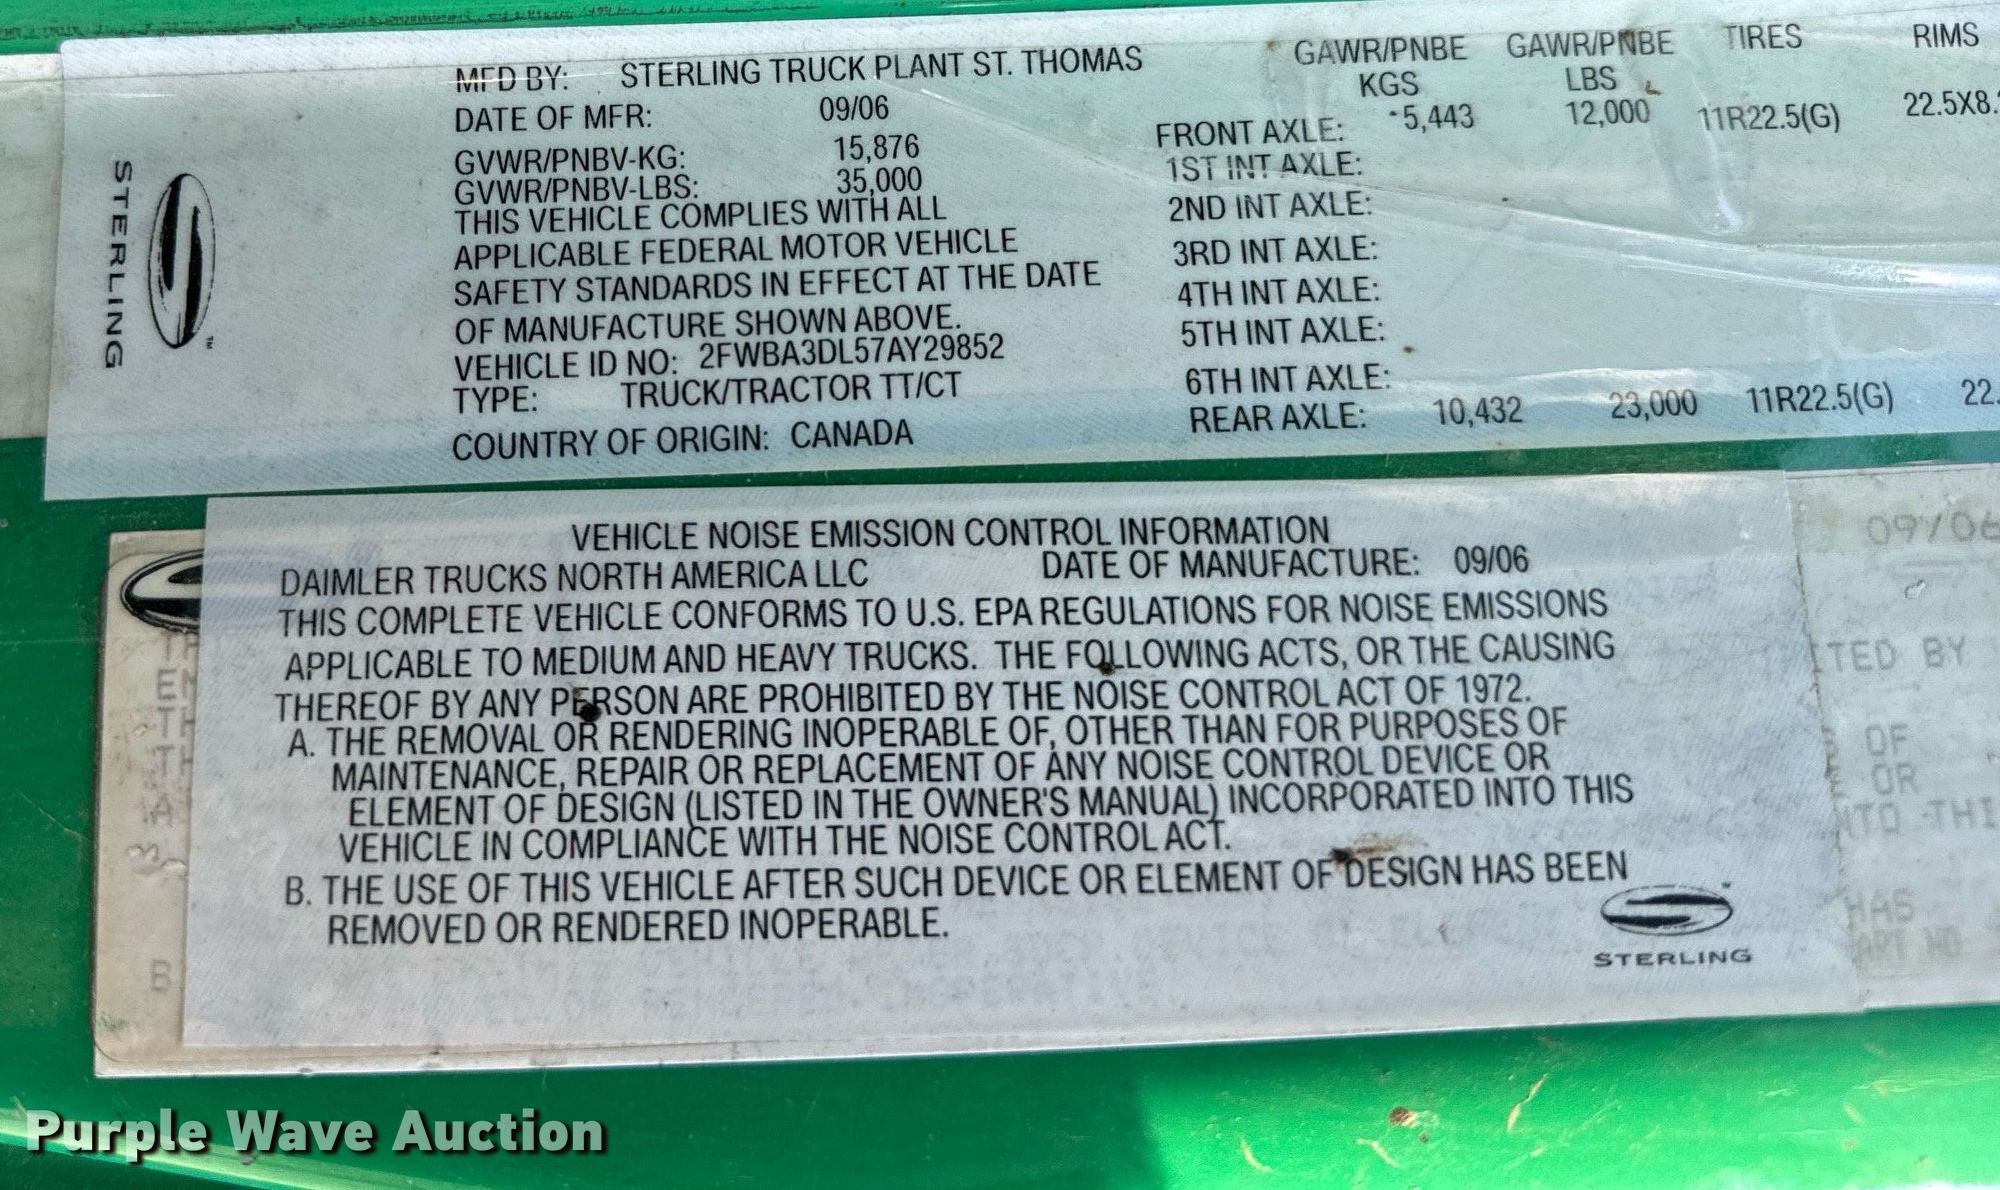 STERLING
MFD BY: STERLING TRUCK PLANT ST. THOMAS
DATE OF MFR: 09/06
GVWR/PNBV-KG: 15,876
GVWR/PNBV-LBS: 35,000
THIS VEHICLE COMPLIES WITH ALL
APPLICABLE FEDERAL MOTOR VEHICLE
SAFETY STANDARDS IN EFFECT AT THE DATE
OF MANUFACTURE SHOWN ABOVE.
VEHICLE ID NO: 2FWBA3DL57AY29852
TYPE: TRUCK/TRACTOR TT/CT
COUNTRY OF ORIGIN: CANADA
GAWR/PNBE GAWR/PNBE TIRES RIMS
KGS LBS
FRONT AXLE: 5,443 12,000 11R22.5(G) 22.5X8.
1ST INT AXLE:
2ND INT AXLE:
3RD INT AXLE:
4TH INT AXLE:
5TH INT AXLE:
6TH INT AXLE:
REAR AXLE: 10,432 23,000 11R22.5(G) 22.
VEHICLE NOISE EMISSION CONTROL INFORMATION
DAIMLER TRUCKS NORTH AMERICA LLC DATE OF MANUFACTURE: 09/06
THIS COMPLETE VEHICLE CONFORMS TO U.S. EPA REGULATIONS FOR NOISE EMISSIONS
APPLICABLE TO MEDIUM AND HEAVY TRUCKS. THE FOLLOWING ACTS, OR THE CAUSING
THEREOF BY ANY PERSON ARE PROHIBITED BY THE NOISE CONTROL ACT OF 1972.
A. THE REMOVAL OR RENDERING INOPERABLE OF, OTHER THAN FOR PURPOSES OF
MAINTENANCE, REPAIR OR REPLACEMENT OF ANY NOISE CONTROL DEVICE OR
ELEMENT OF DESIGN (LISTED IN THE OWNER'S MANUAL) INCORPORATED INTO THIS
VEHICLE IN COMPLIANCE WITH THE NOISE CONTROL ACT.
B. THE USE OF THIS VEHICLE AFTER SUCH DEVICE OR ELEMENT OF DESIGN HAS BEEN
REMOVED OR RENDERED INOPERABLE.
STERLING
09/06
ITED BY
OF
OR
HAS
B
Purple Wave Auction